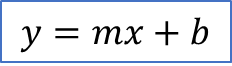 y = mx + b